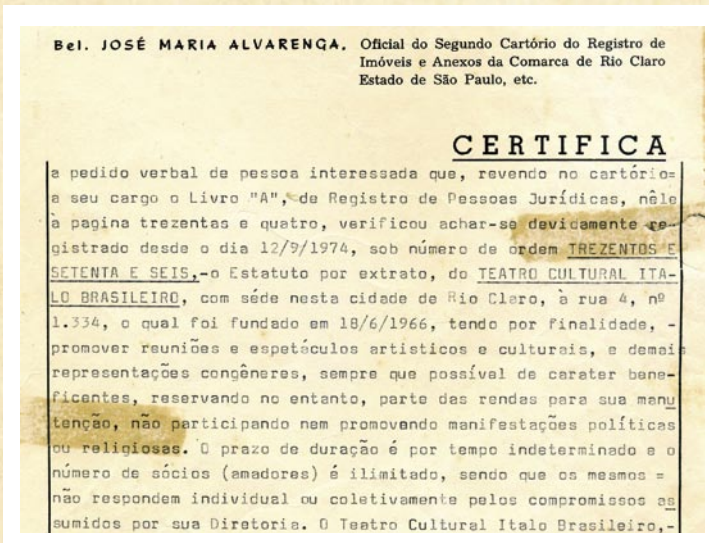 Bel. JOSÉ MARIA ALVARENGA. Oficial do Segundo Cartório do Registro de
Imóveis e Anexos da Comarca de Rio Claro
Estado de São Paulo, etc.
CERTIFICA
a pedido verbal de pessoa interessada que, revendo no cartório=
a seu cargo o Livro "A", de Registro de Pessoas Jurídicas, nêle
à pagina trezentas e quatro, verificou achar-se devidamente re-
gistrado desde o dia 12/9/1974, sob número de ordem TREZENTOS E
SETENTA E SEIS,-o Estatuto por extrato, do TEATRO CULTURAL ITA-
LO BRASILEIRO, com séde nesta cidade de Rio Claro, à rua 4, nº
1.334, o qual foi fundado em 18/6/1966, tendo por finalidade, -
promover reuniões e espetáculos artisticos e culturais, e demais
representações congêneres, sempre que possível de carater bene-
ficentes, reservando no entanto, parte das rendas para sua manu
tenção, não participando nem promovendo manifestações políticas
ou religiosas. O prazo de duração é por tempo indeterminado e o
número de sócios (amadores) é ilimitado, sendo que os mesmos =
não respondem individual ou coletivamente pelos compromissos as
sumidos por sua Diretoria. O Teatro Cultural Italo Brasileiro,-